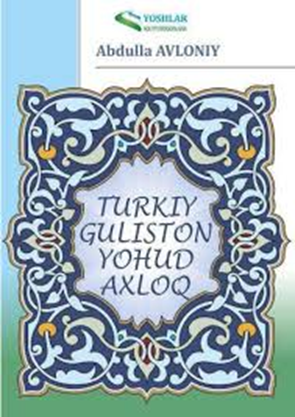 YOSHLAR
Abdulla AVLONIY
TURKIY
GULISTON
YOHUD
AXLOQ